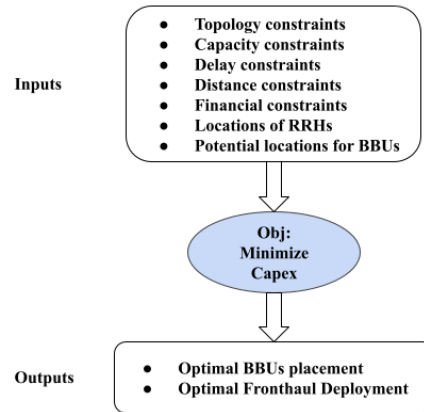 ● Topology constraints
● Capacity constraints
● Delay constraints
Inputs
● Distance constraints
● Financial constraints
● Locations of RRHs
● Potential locations for BBUs
Obj:
Minimize
Capex
● Optimal BBUs placement
Outputs
● Optimal Fronthaul Deployment